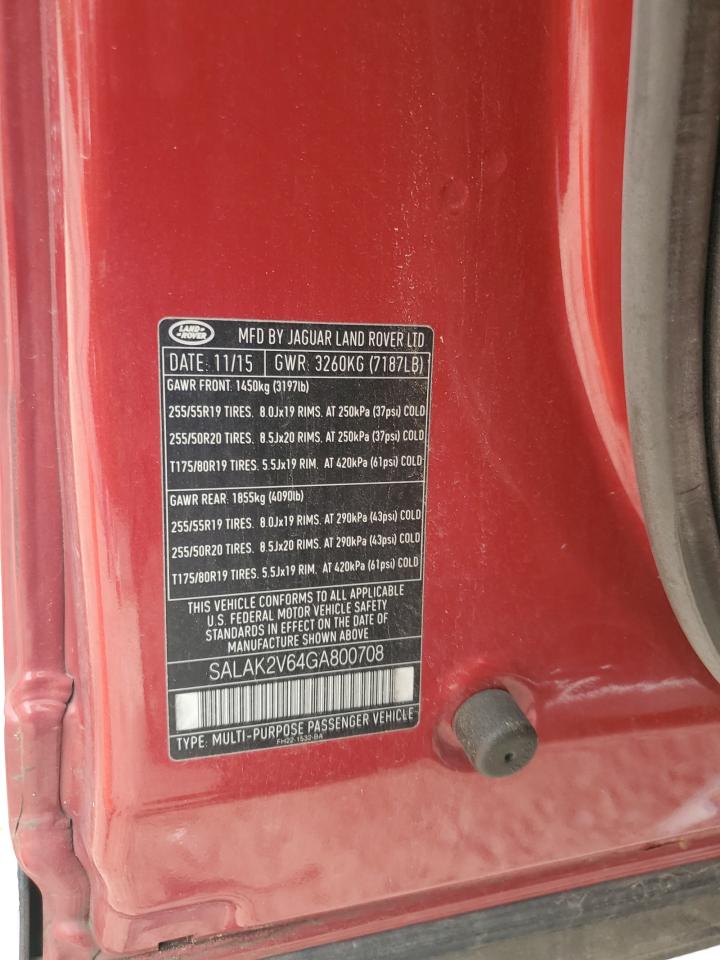 LAND ROVER
MFD BY JAGUAR LAND ROVER LTD
DATE: 11/15 GWR: 3260KG (7187LB)
GAWR FRONT: 1450kg (3197lb)
255/55R19 TIRES. 8.0Jx19 RIMS. AT 250kPa (37psi) COLD
255/50R20 TIRES. 8.5Jx20 RIMS. AT 250kPa (37psi) COLD
T175/80R19 TIRES. 5.5Jx19 RIM. AT 420kPa (61psi) COLD
GAWR REAR: 1855kg (4090lb)
255/55R19 TIRES. 8.0Jx19 RIMS. AT 290kPa (43psi) COLD
255/50R20 TIRES. 8.5Jx20 RIMS. AT 290kPa (43psi) COLD
T175/80R19 TIRES. 5.5Jx19 RIM. AT 420kPa (61psi) COLD
THIS VEHICLE CONFORMS TO ALL APPLICABLE
U.S. FEDERAL MOTOR VEHICLE SAFETY
STANDARDS IN EFFECT ON THE DATE OF
MANUFACTURE SHOWN ABOVE
SALAK2V64GA800708
TYPE: MULTI-PURPOSE PASSENGER VEHICLE
FH22-1532-BA